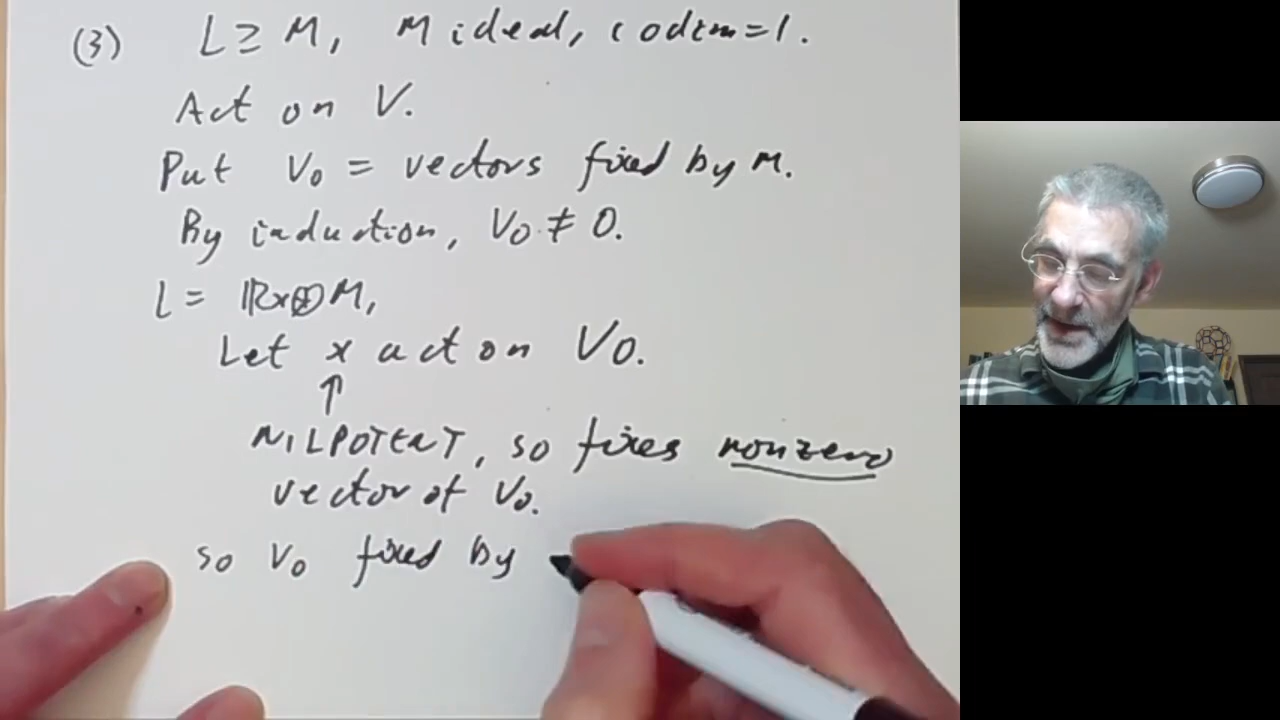 (3) L ≥ M, M ideal, codim=1.
Act on V.
Put V₀ = vectors fixed by M.
By induction, V₀ ≠ 0.
L = ℝx⊕M,
Let x act on V₀.
↑
NILPOTENT, so fixes nonzero
vector of V₀.
so V₀ fixed by